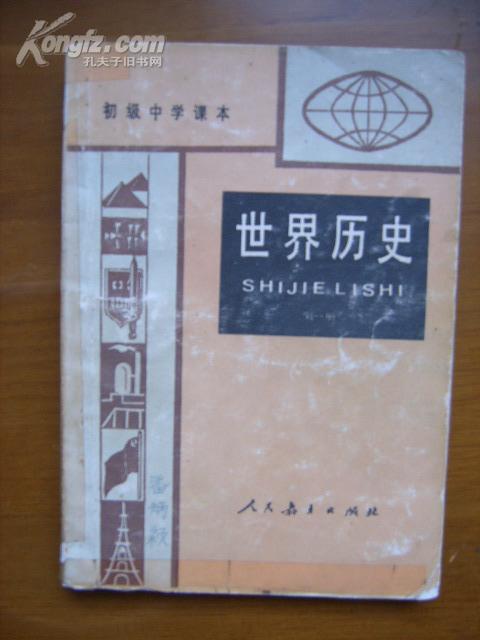 Kongfz.com
孔夫子旧书网
初级中学课本
世界历史
SHIJIE LISHI
人民教育出版社